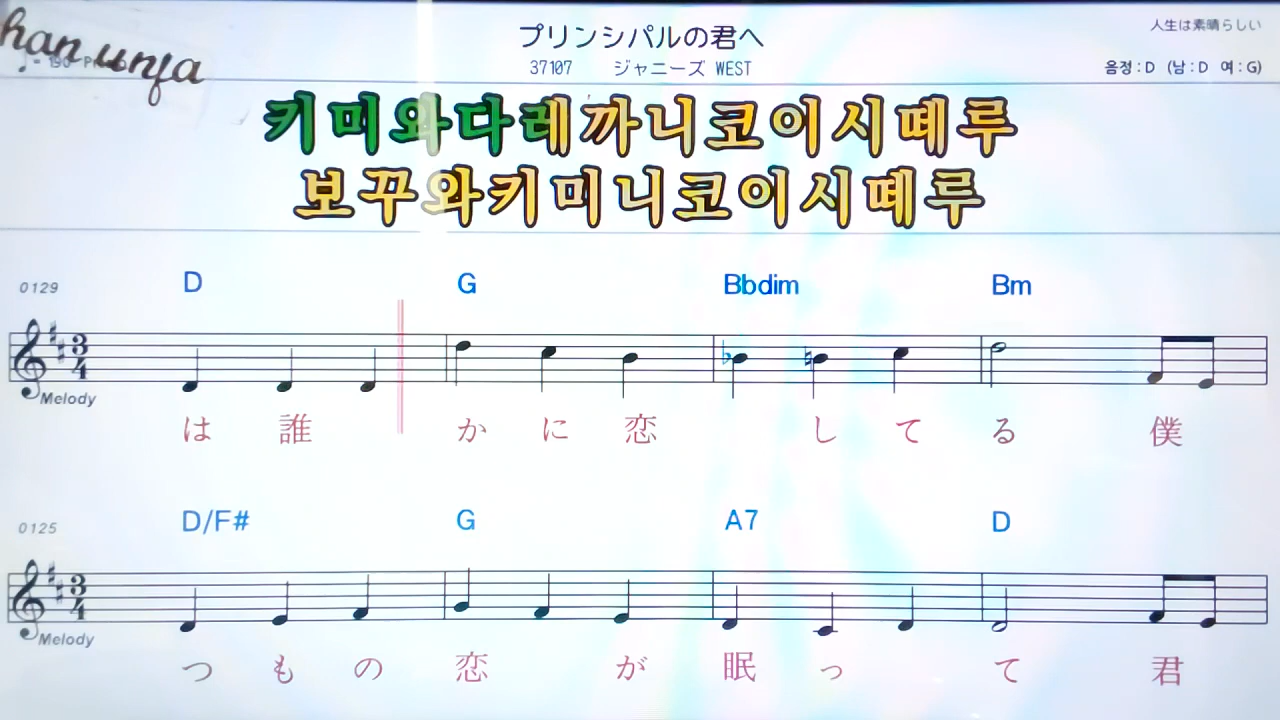 han unja
プリンシパルの君へ
人生は素晴らしい
37107 ジャニーズ WEST
음정 : D (남 : D 여 : G)
키미와다레까니코이시떼루
보꾸와키미니코이시떼루
0129 D G Bbdim Bm
3 4
Melody
は 誰 か に 恋 し て る 僕
0125 D/F# G A7 D
3 4
Melody
つ も の 恋 が 眠 っ て 君